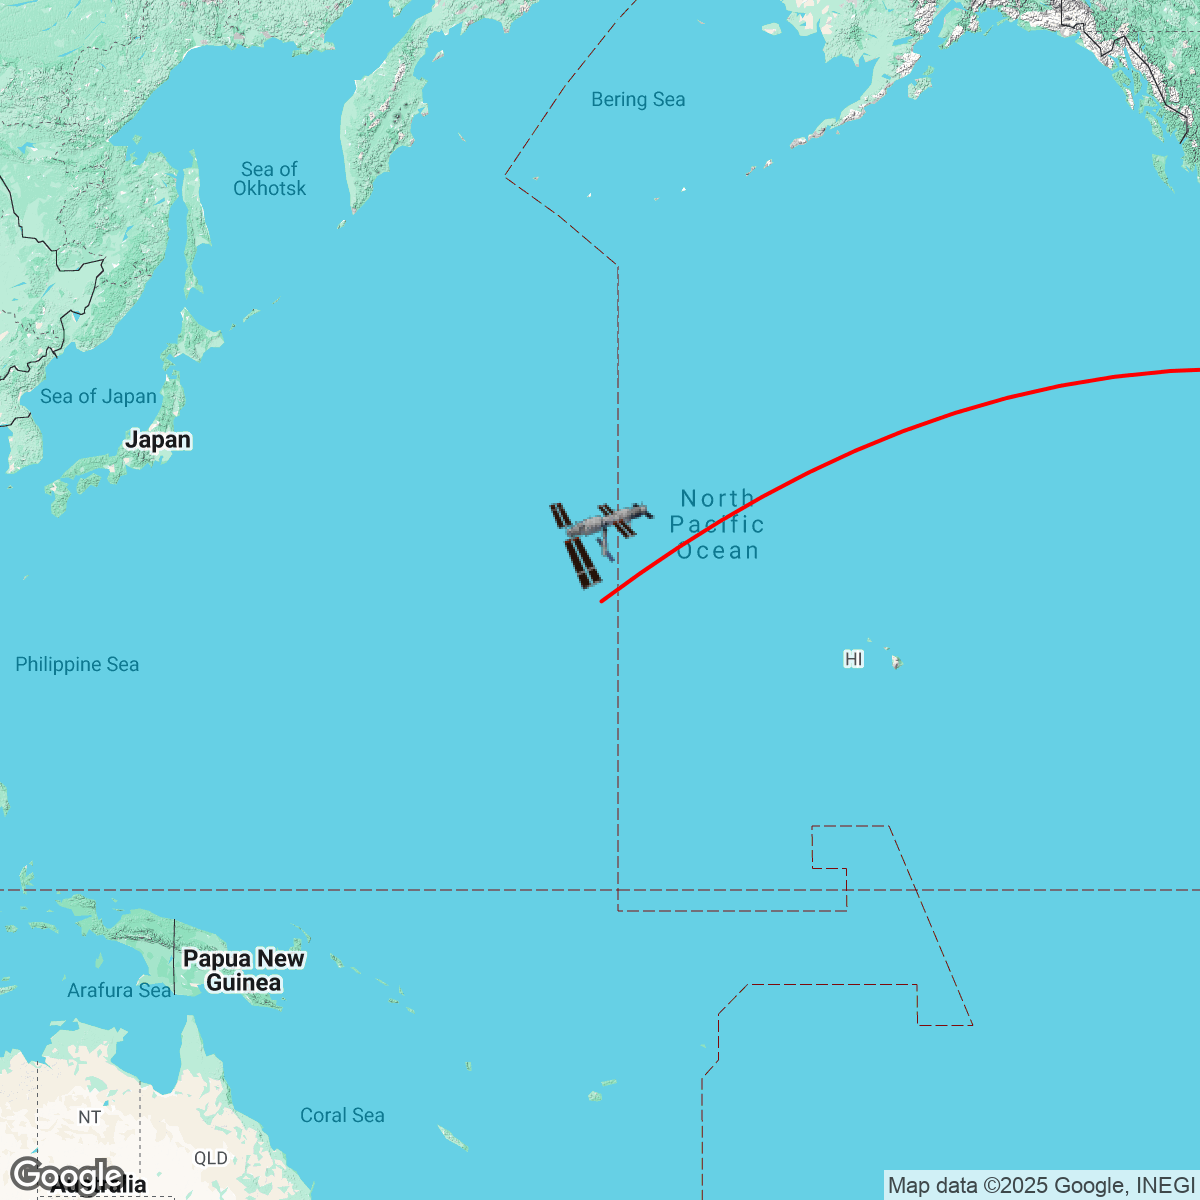 Bering Sea
Sea of
Okhotsk
Sea of Japan
Japan
North
Pacific
Ocean
Philippine Sea
HI
Papua New
Guinea
Arafura Sea
NT
Coral Sea
QLD
Google
Australia
Map data ©2025 Google, INEGI